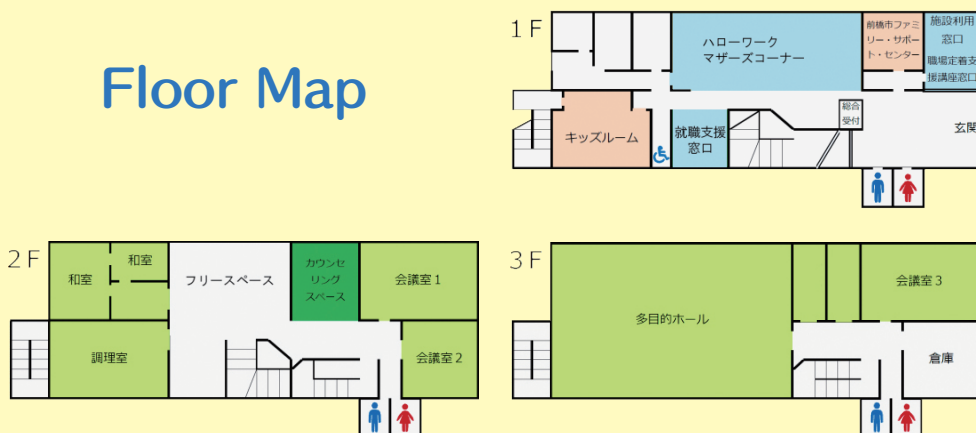 Floor Map
1F
ハローワーク
マザーズコーナー
前橋市ファミ
リー・サポー
ト・センター
施設利用
窓口
職場定着支
援講座窓口
キッズルーム
就職支援
窓口
総合
受付
玄関
2F
和室
和室
フリースペース
カウンセ
リング
スペース
会議室1
調理室
会議室2
3F
多目的ホール
会議室3
倉庫